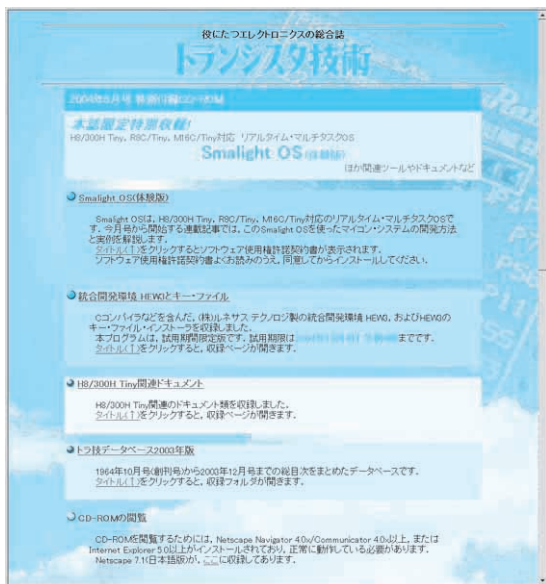 役にたつエレクトロニクスの総合誌
トランジスタ技術
2004年5月号 特別付録CD-ROM
本誌限定特別収録!
H8/300H Tiny, R8C/Tiny, M16C/Tiny対応 リアルタイム・マルチタスクOS
Smalight OS(体験版)
ほか関連ツールやドキュメントなど
Smalight OS(体験版)
Smalight OSは, H8/300H Tiny, R8C/Tiny, M16C/Tiny対応のリアルタイム・マルチタスクOSで
す. 今月号から開始する連載記事では, このSmalight OSを使ったマイコン・システムの開発方法
と実例を解説します.
タイトル(↑)をクリックするとソフトウェア使用権許諾契約書が表示されます.
ソフトウェア使用権許諾契約書よくお読みのうえ, 同意してからインストールしてください.
統合開発環境 HEWとキー・ファイル
Cコンパイラなどを含んだ, (株)ルネサス テクノロジ製の統合開発環境 HEW, およびHEWの
キー・ファイル・インストーラを収録しました.
本プログラムは, 試用期間限定版です. 試用期限は
までです.
タイトル(↑)をクリックすると, 収録ページが開きます.
H8/300H Tiny関連ドキュメント
H8/300H Tiny関連のドキュメント類を収録しました.
タイトル(↑)をクリックすると, 収録ページが開きます.
トラ技データベース2003年版
1964年10月号(創刊号)から2003年12月号までの総目次をまとめたデータベースです.
タイトル(↑)をクリックすると, 収録フォルダが開きます.
CD-ROMの閲覧
CD-ROMを閲覧するためには, Netscape Navigator 4.0x/Communicator 4.0x以上, または
Internet Explorer 5.0以上がインストールされており, 正常に動作している必要があります.
Netscape 7.1(日本語版)が, ここに収録してあります.